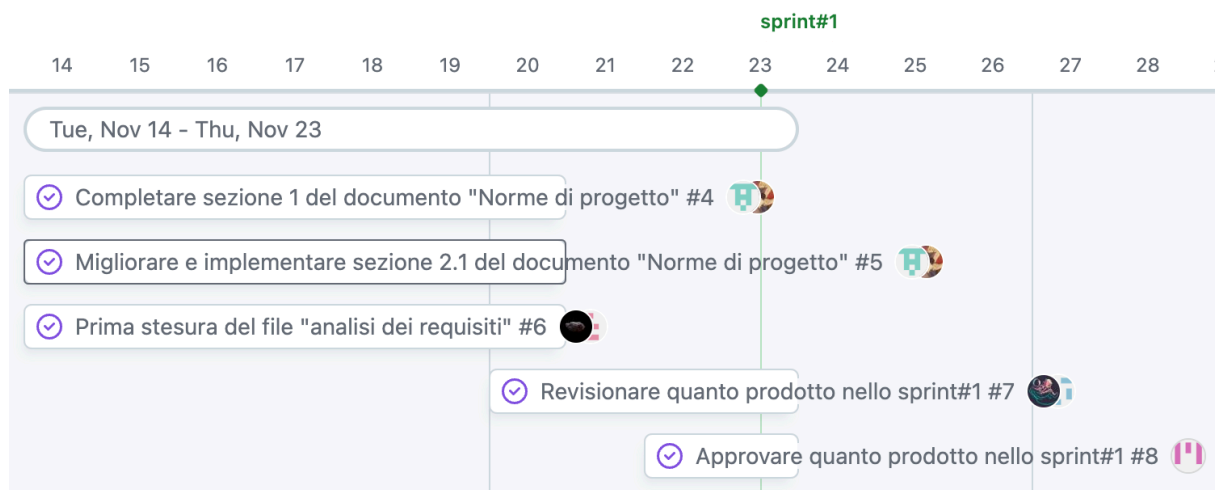 sprint#1
14 15 16 17 18 19 20 21 22 23 24 25 26 27 28
Tue, Nov 14 - Thu, Nov 23
Completare sezione 1 del documento "Norme di progetto" #4
Migliorare e implementare sezione 2.1 del documento "Norme di progetto" #5
Prima stesura del file "analisi dei requisiti" #6
Revisionare quanto prodotto nello sprint#1 #7
Approvare quanto prodotto nello sprint#1 #8